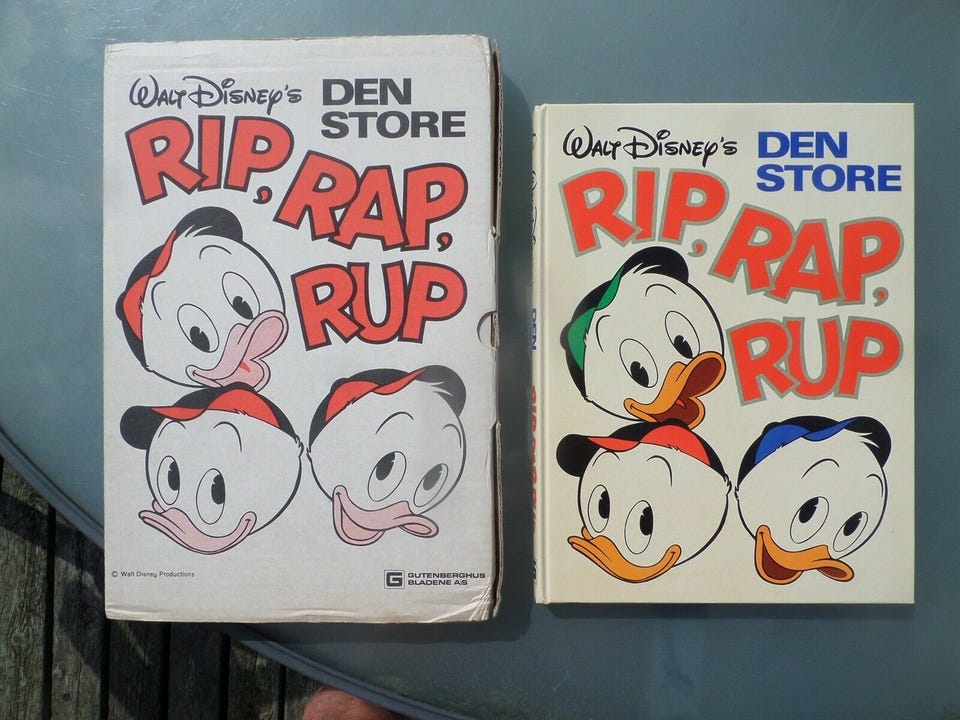 WALT DISNEY'S DEN
STORE
RIP,
RAP,
RUP
© Walt Disney Productions
G GUTENBERGHUS
BLADENE A/S
WALT DISNEY'S DEN
STORE
RIP,
RAP,
RUP
DEN